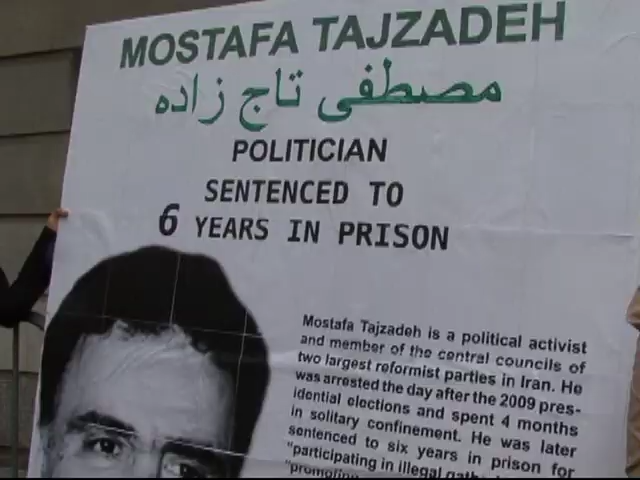 MOSTAFA TAJZADEH
مصطفی تاج زاده
POLITICIAN
SENTENCED TO
6 YEARS IN PRISON
Mostafa Tajzadeh is a political activist
and member of the central councils of
two largest reformist parties in Iran. He
was arrested the day after the 2009 pres-
idential elections and spent 4 months
in solitary confinement. He was later
sentenced to six years in prison for
"participating in illegal